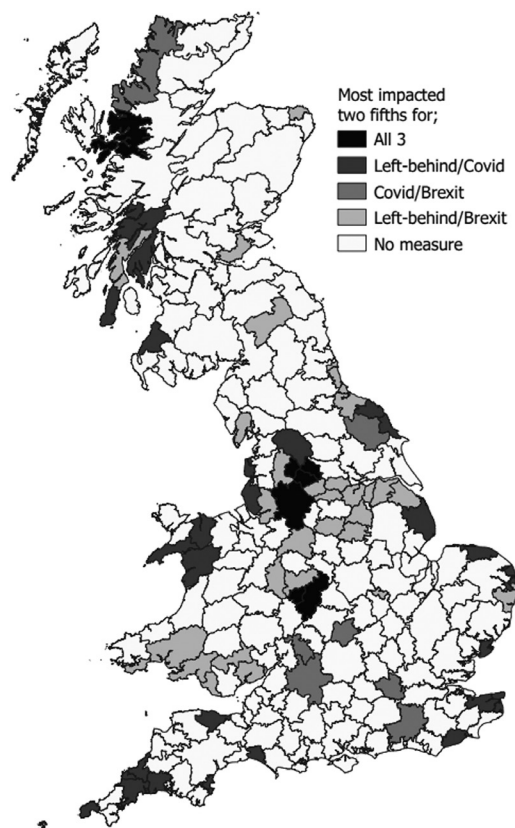 Most impacted
two fifths for;
All 3
Left-behind/Covid
Covid/Brexit
Left-behind/Brexit
No measure